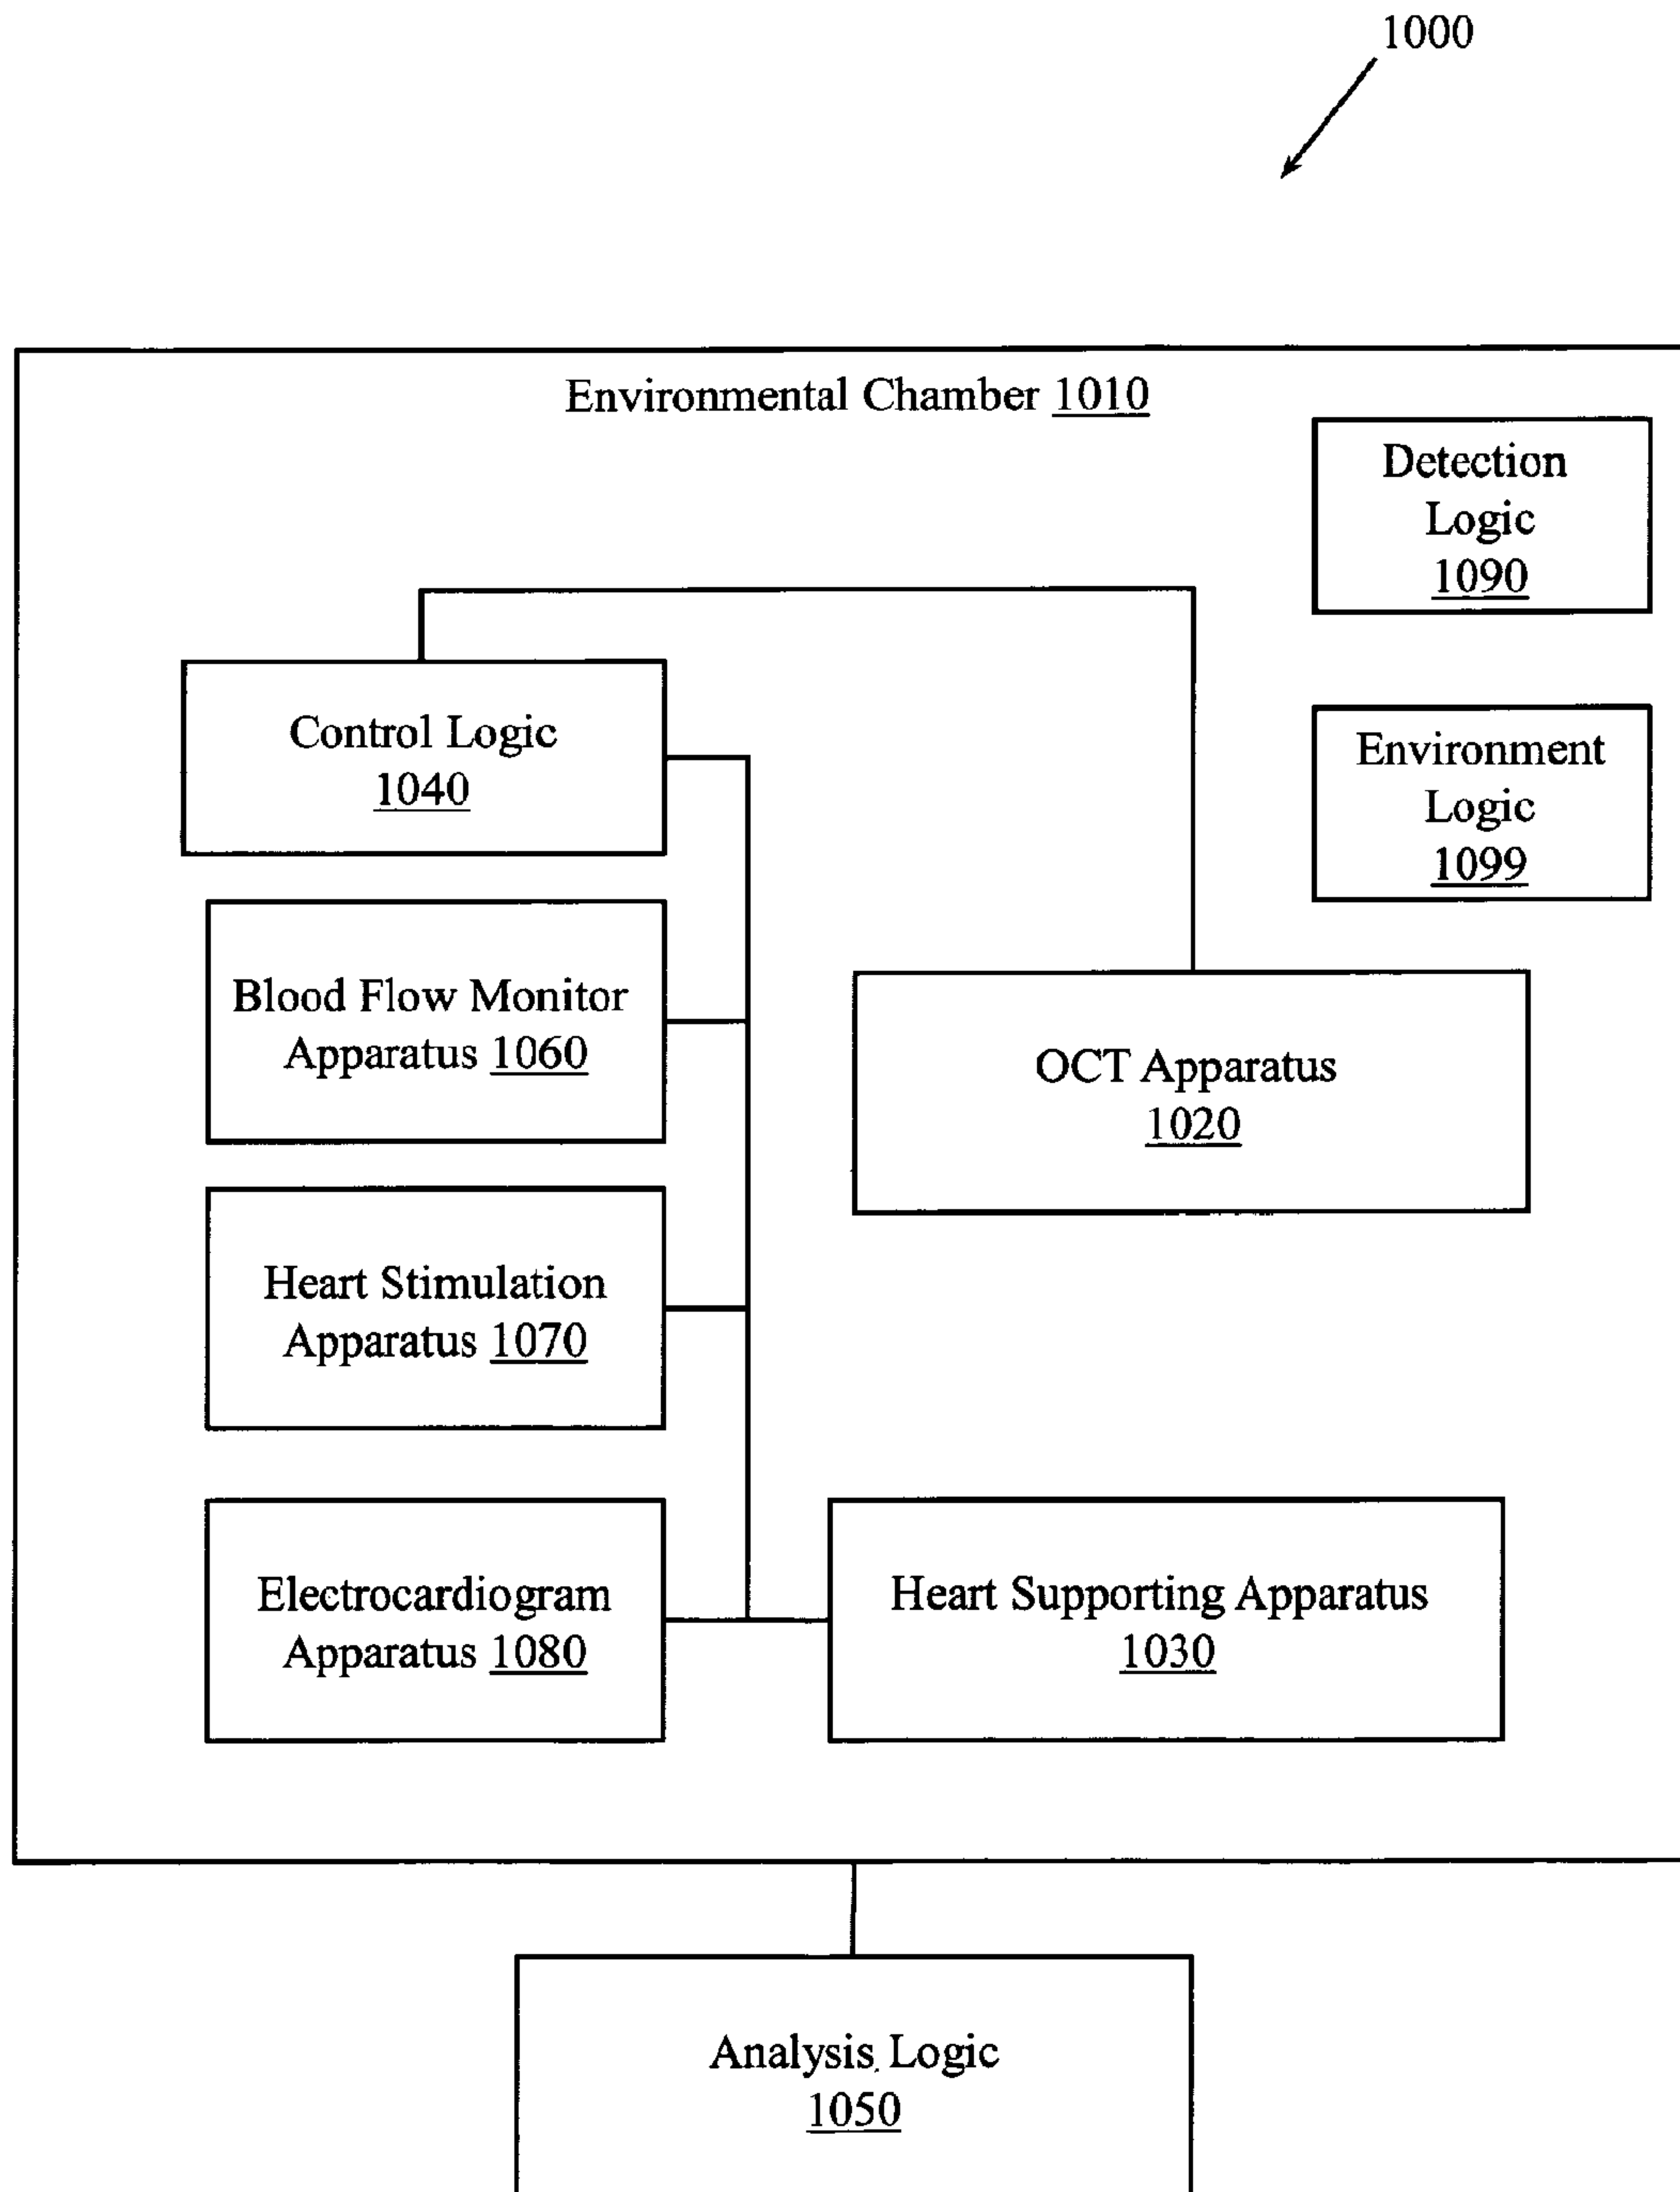 1000
Environmental Chamber 1010
Detection
Logic
1090
Control Logic
1040
Environment
Logic
1099
Blood Flow Monitor
Apparatus 1060
OCT Apparatus
1020
Heart Stimulation
Apparatus 1070
Electrocardiogram
Apparatus 1080
Heart Supporting Apparatus
1030
Analysis Logic
1050